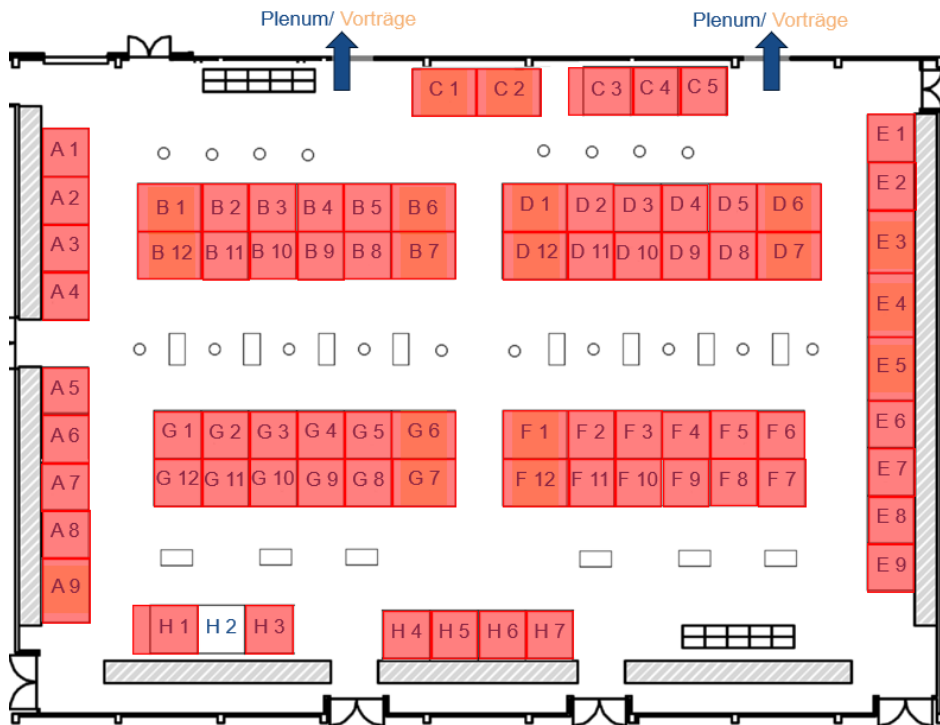 Plenum/ Vorträge
Plenum/ Vorträge
C 1 C 2 C 3 C 4 C 5
A 1
A 2
A 3
A 4
A 5
A 6
A 7
A 8
A 9
B 1 B 2 B 3 B 4 B 5 B 6
B 12 B 11 B 10 B 9 B 8 B 7
D 1 D 2 D 3 D 4 D 5 D 6
D 12 D 11 D 10 D 9 D 8 D 7
E 1
E 2
E 3
E 4
E 5
E 6
E 7
E 8
E 9
G 1 G 2 G 3 G 4 G 5 G 6
G 12 G 11 G 10 G 9 G 8 G 7
F 1 F 2 F 3 F 4 F 5 F 6
F 12 F 11 F 10 F 9 F 8 F 7
H 1 H 2 H 3
H 4 H 5 H 6 H 7